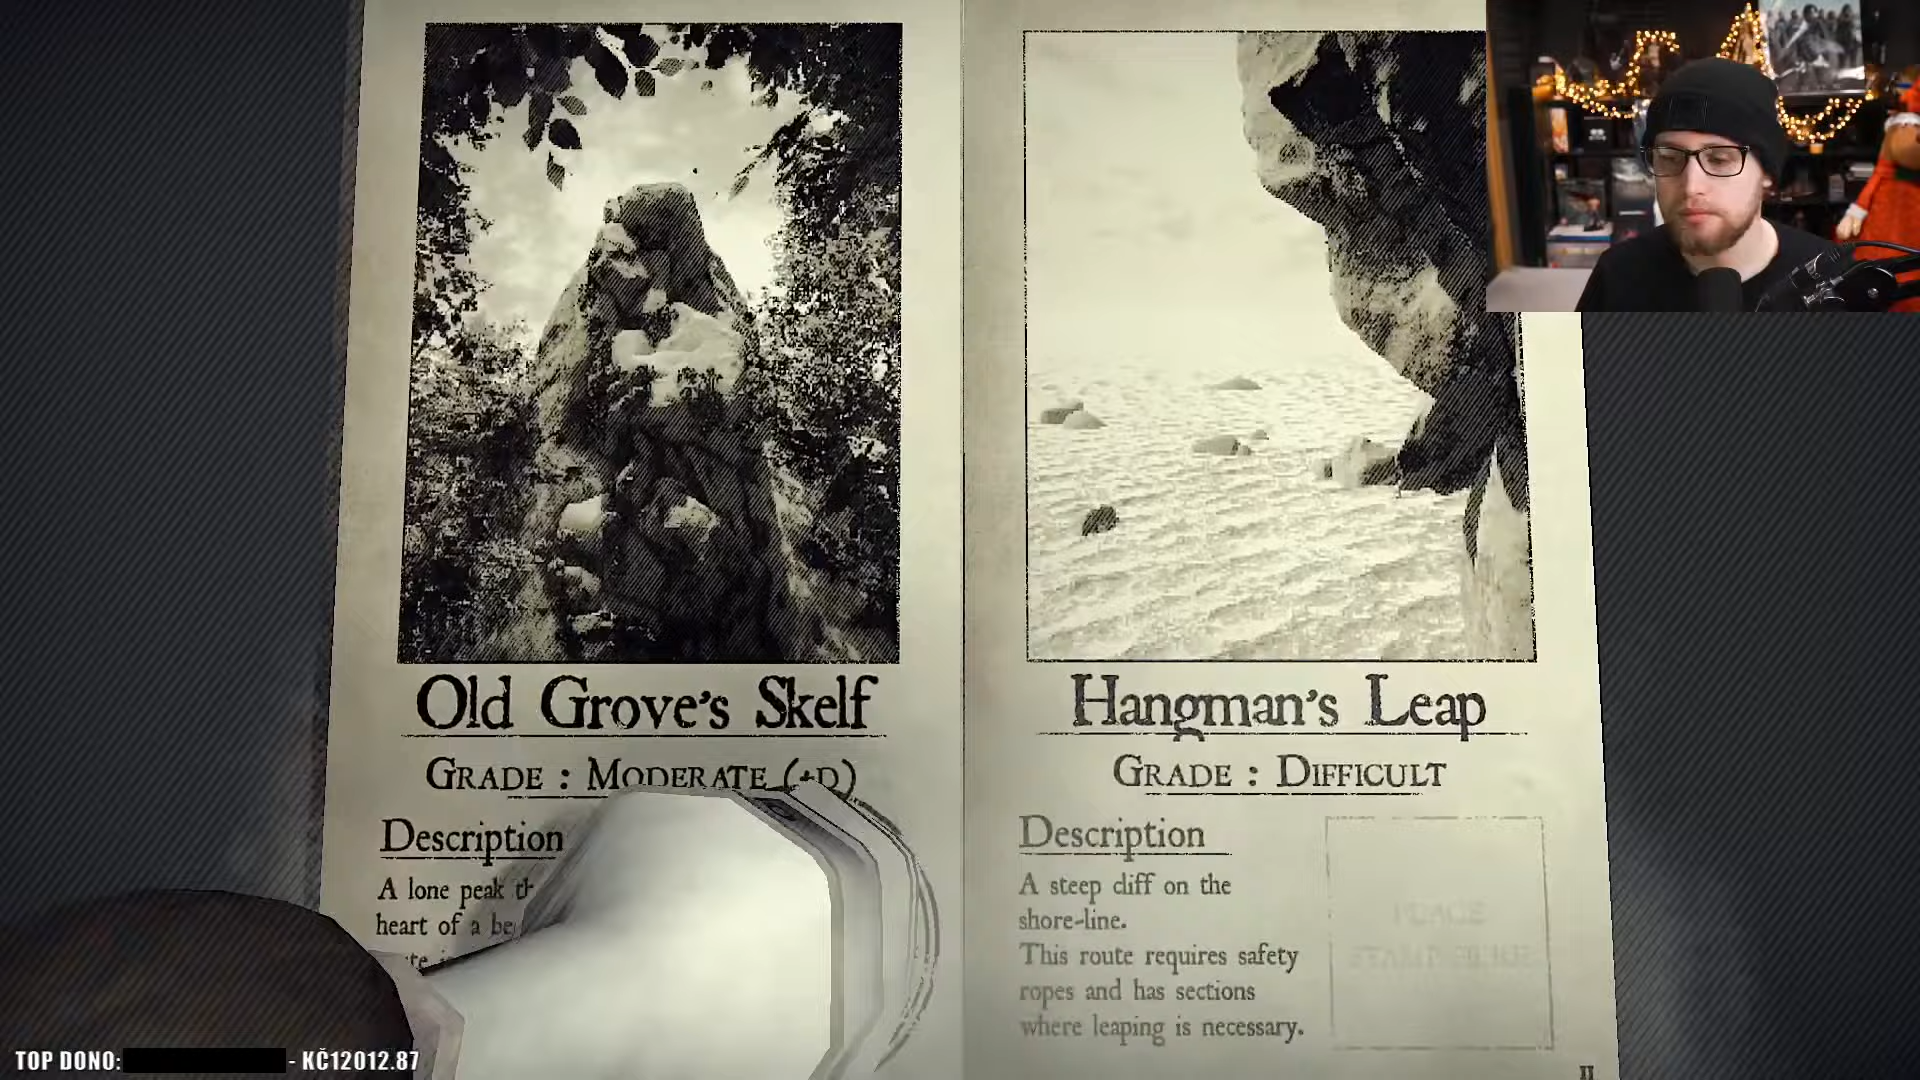 Old Grove's Skelf
Grade : Moderate (+D)
Description
A lone peak
heart of a
Hangman's Leap
Grade : Difficult
Description
A steep cliff on the
shore-line.
This route requires safety
ropes and has sections
where leaping is necessary.
II
TOP DONO: - KČ12012.87